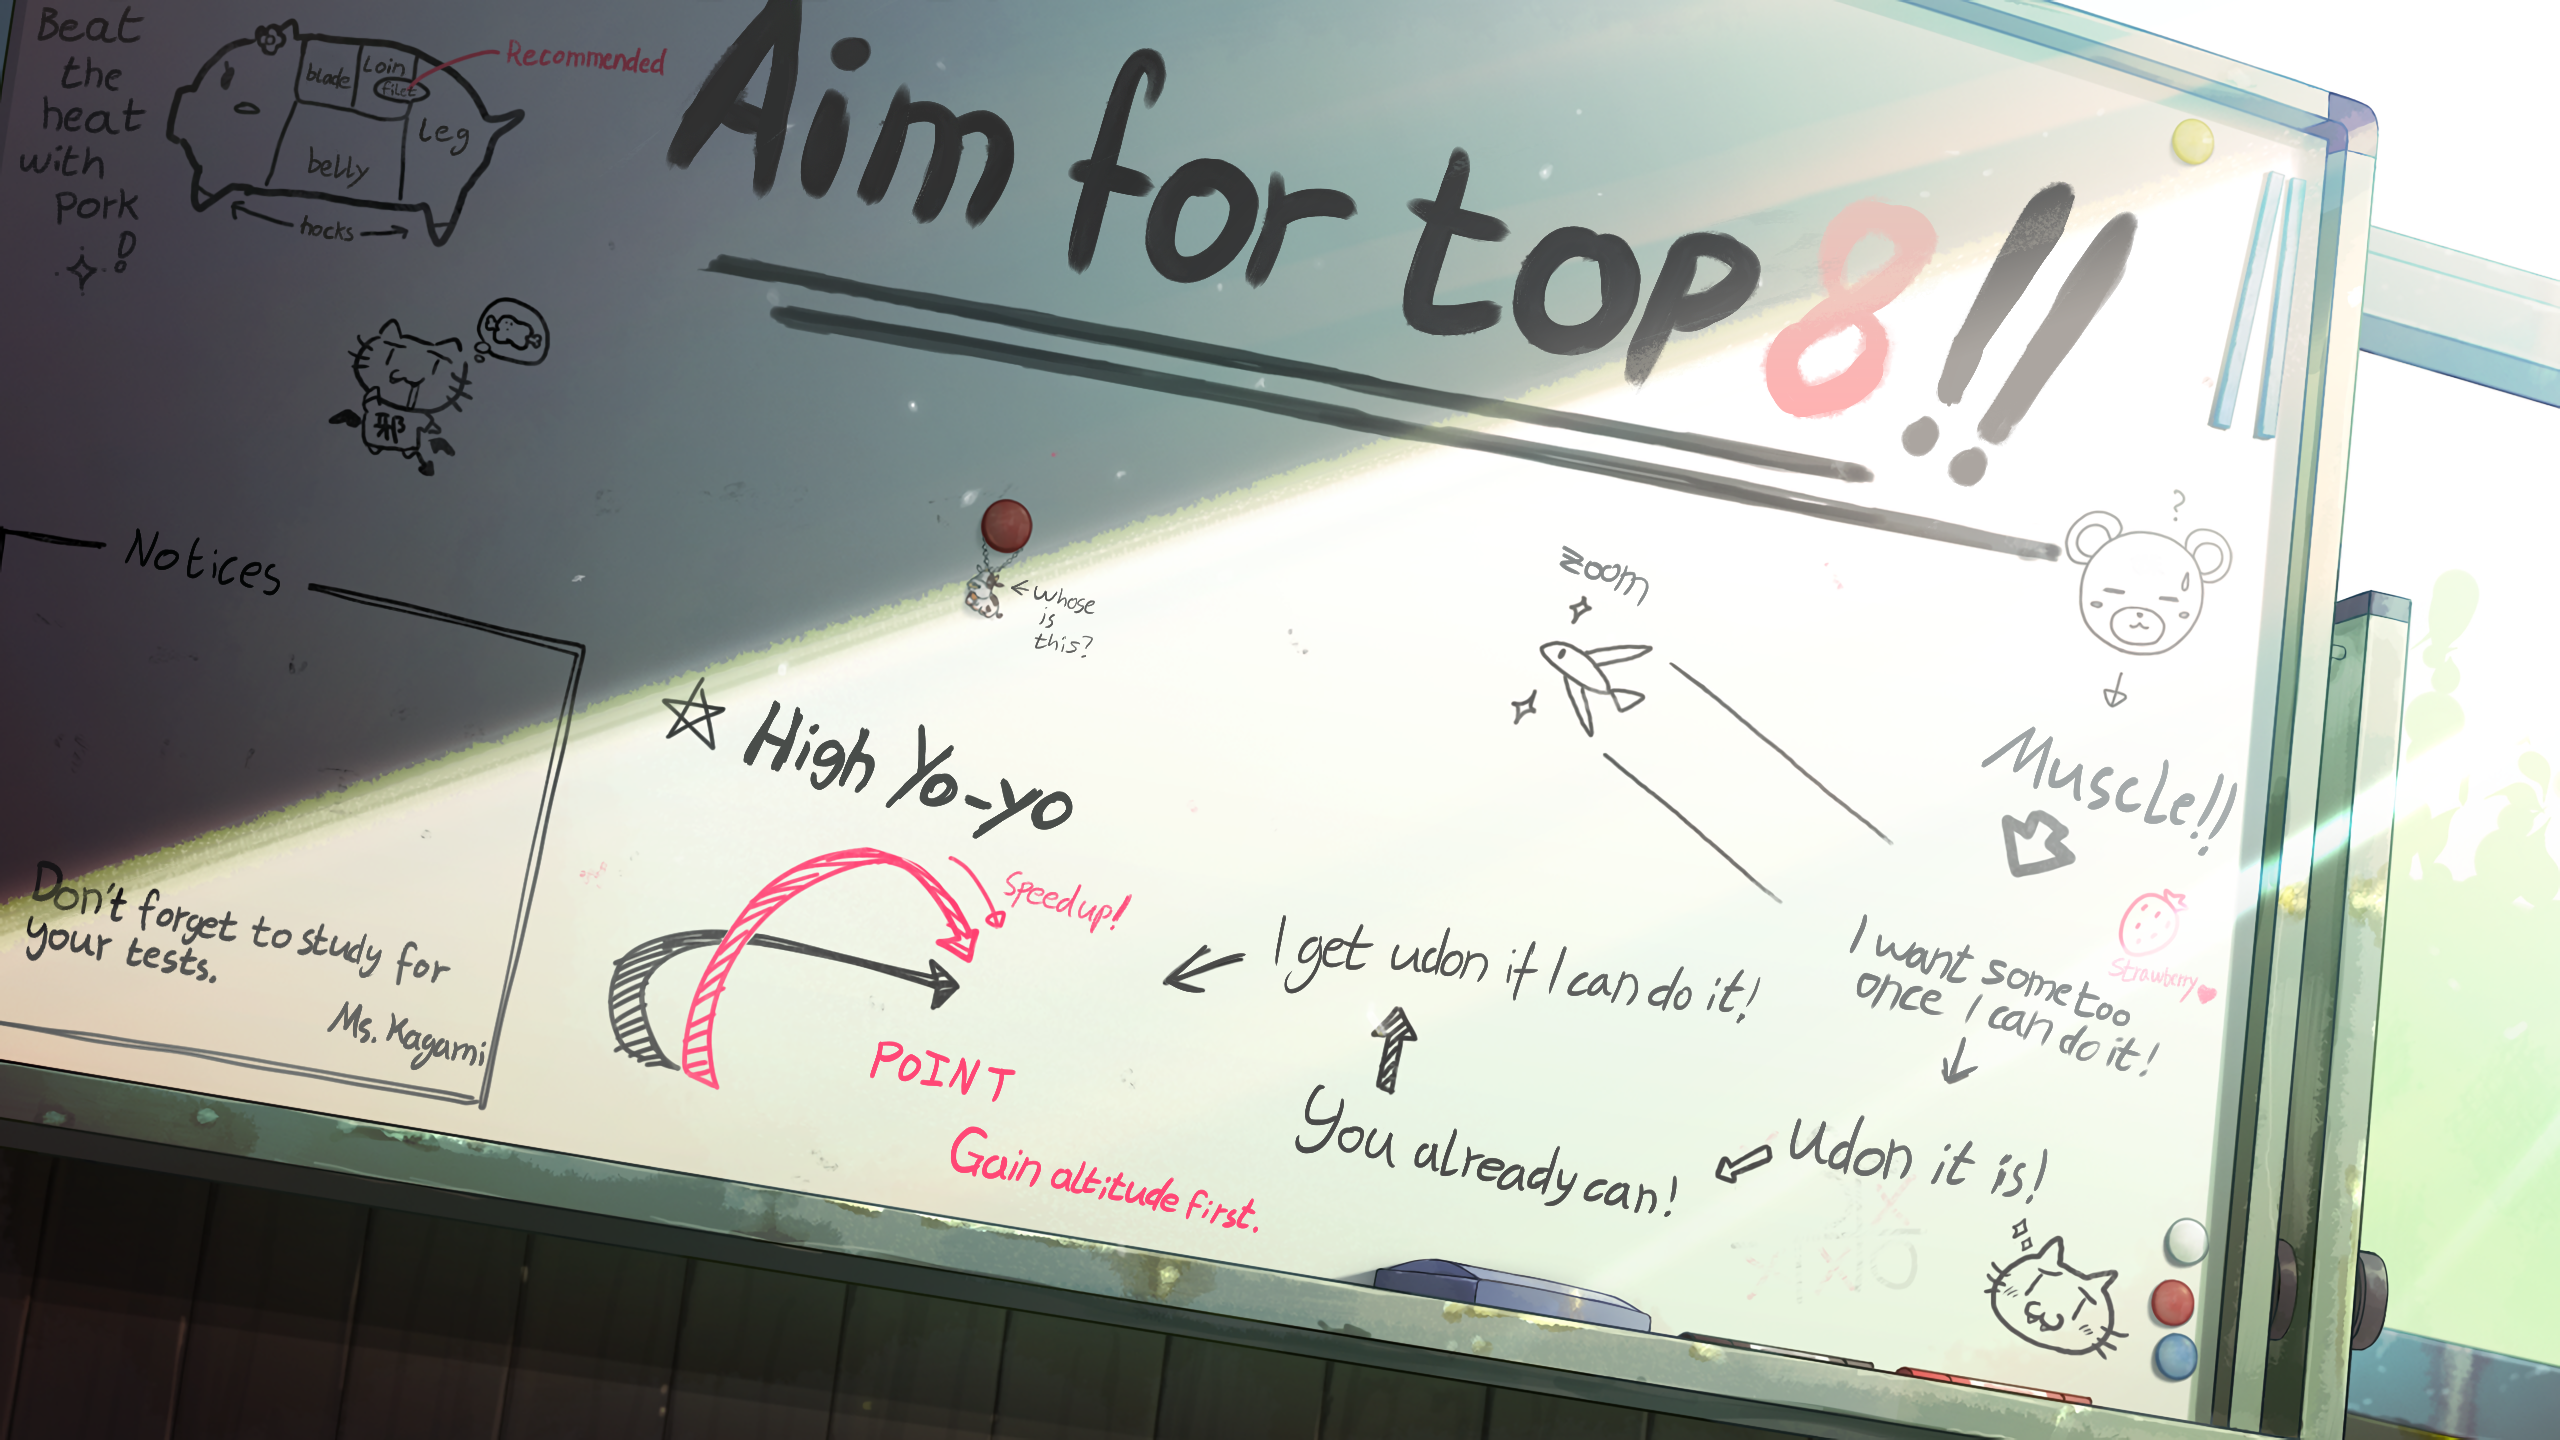 Beat
the
heat
with
Pork
!
blade
Loin
filet
Leg
belly
hocks
Recommended
Aim for top 8!!
邪
Notices
Don't forget to study for
your tests.
Ms. Kagami
← whose
is
this?
☆ High Yo-yo
Speed up!
POINT
Gain altitude first.
zoom
?
Muscle!!
Strawberry♥
I want some too
once I can do it!
Udon it is!
You already can!
I get udon if I can do it!